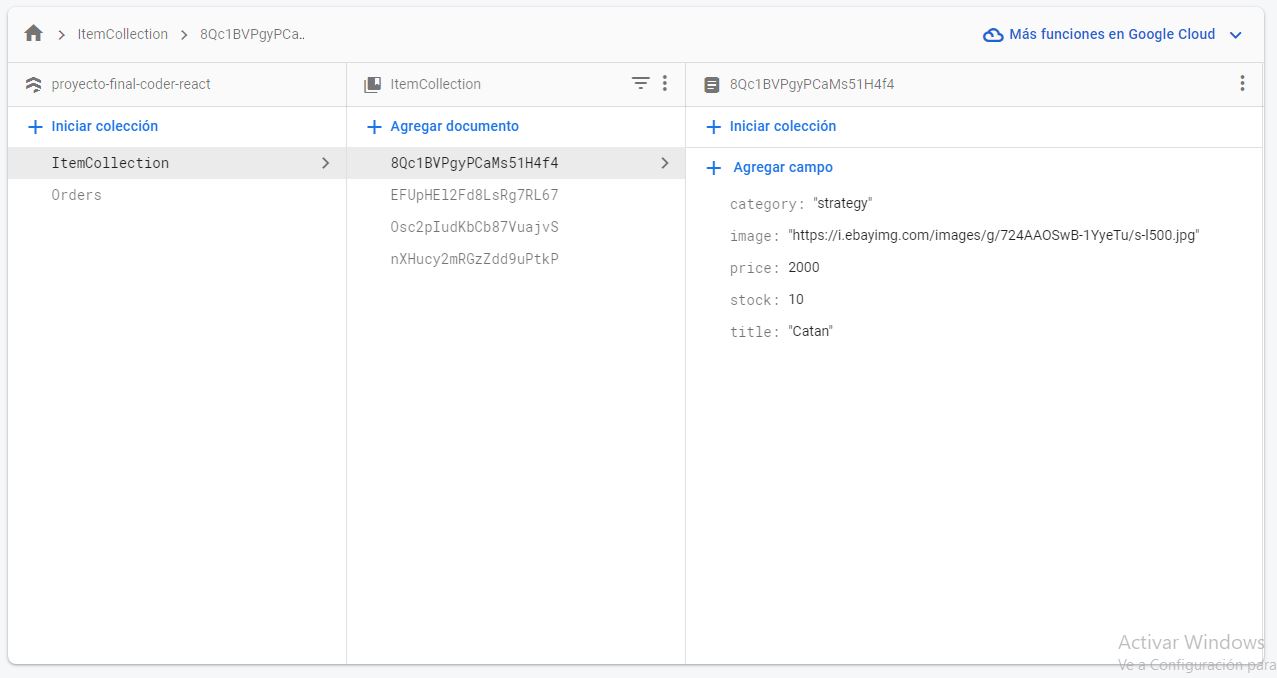 ItemCollection > 8Qc1BVPgyPCa..
Más funciones en Google Cloud
proyecto-final-coder-react
Iniciar colección
ItemCollection
Orders
ItemCollection
Agregar documento
8Qc1BVPgyPCaMs51H4f4
EFUpHEl2Fd8LsRg7RL67
Osc2pIudKbCb87VuajvS
nXHucy2mRGzZdd9uPtkP
8Qc1BVPgyPCaMs51H4f4
Iniciar colección
Agregar campo
category: "strategy"
image: "https://i.ebayimg.com/images/g/724AAOSwB-1YyeTu/s-l500.jpg"
price: 2000
stock: 10
title: "Catan"
Activar Windows
Ve a Configuración para